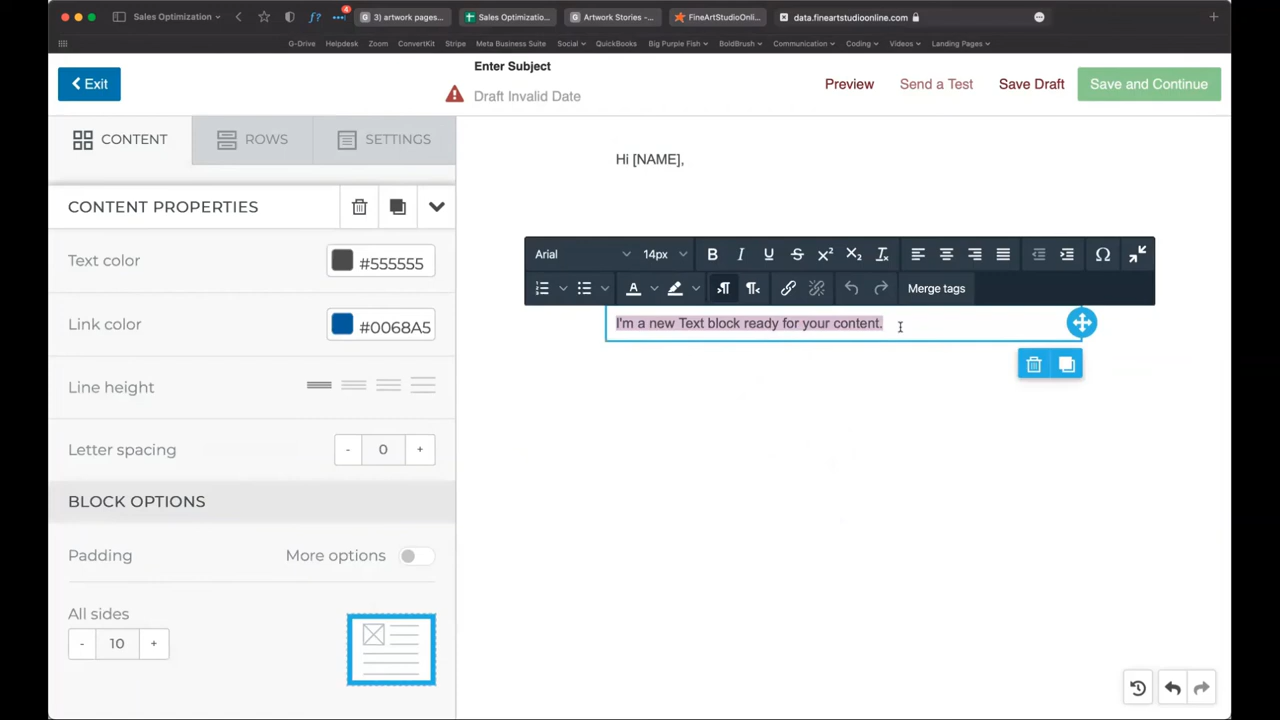 Sales Optimization
4
3) artwork pages...
Sales Optimizatio...
Artwork Stories -...
FineArtStudioOnli...
data.fineartstudioonline.com
G-Drive Helpdesk Zoom ConvertKit Stripe Meta Business Suite Social QuickBooks Big Purple Fish BoldBrush Communication Coding Videos Landing Pages
Exit
Enter Subject
Draft Invalid Date
Preview Send a Test Save Draft Save and Continue
CONTENT ROWS SETTINGS
Hi [NAME],
CONTENT PROPERTIES
Text color #555555
Link color #0068A5
Line height
Letter spacing - 0 +
BLOCK OPTIONS
Padding More options
All sides
- 10 +
Arial 14px B I U S X² X₂ Tx Ω
A Merge tags
I'm a new Text block ready for your content.